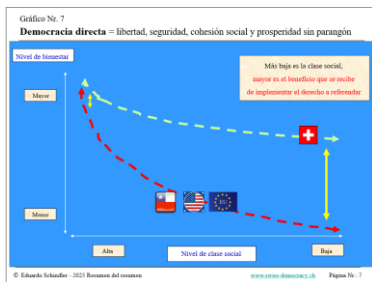 Gráfico Nr. 7
Democracia directa = libertad, seguridad, cohesión social y prosperidad sin parangón
Nivel de bienestar
Más baja es la clase social,
mayor es el beneficio que se recibe
de implementar el derecho a referendar
Mayor
EU
Menor
Alta
Nivel de clase social
Baja
© Eduardo Schindler - 2025 Resumen del resumen
www.swiss-democracy.ch
Página Nr : 7